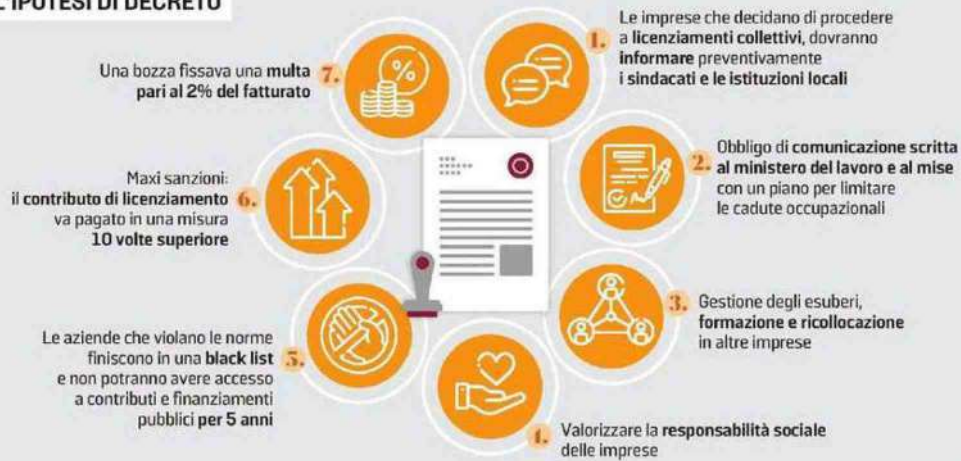 L'IPOTESI DI DECRETO
1.
Le imprese che decidano di procedere
a licenziamenti collettivi, dovranno
informare preventivamente
i sindacati e le istituzioni locali
2.
Obbligo di comunicazione scritta
al ministero del lavoro e al mise
con un piano per limitare
le cadute occupazionali
3.
Gestione degli esuberi,
formazione e ricollocazione
in altre imprese
4.
Valorizzare la responsabilità sociale
delle imprese
5.
Le aziende che violano le norme
finiscono in una black list
e non potranno avere accesso
a contributi e finanziamenti
pubblici per 5 anni
6.
Maxi sanzioni:
il contributo di licenziamento
va pagato in una misura
10 volte superiore
7.
Una bozza fissava una multa
pari al 2% del fatturato
%